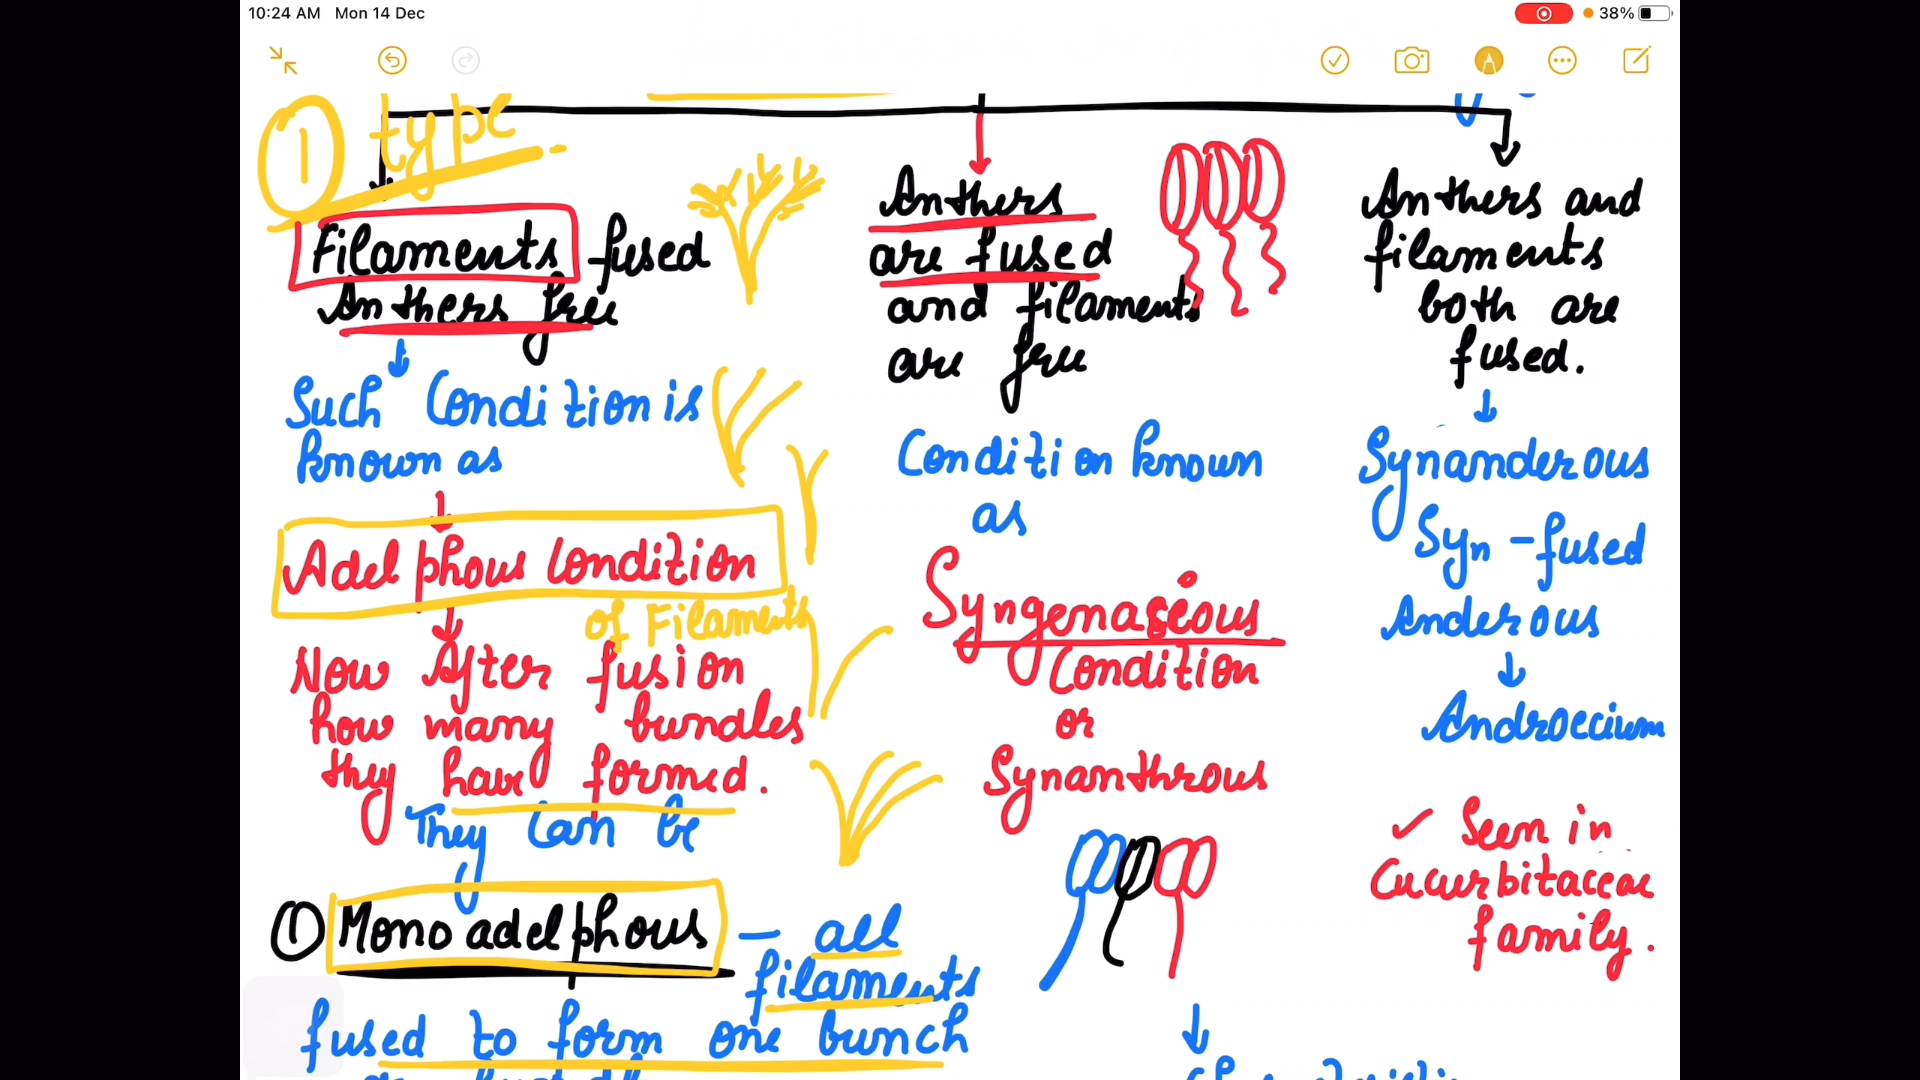 10:24 AM Mon 14 Dec
38%
1 type
Filaments fused
Anthers free
Such Condition is
known as
Adelphous Condition
of Filaments
Now After fusion
how many bundles
they have formed.
They can be
1 Monoadelphous - all
filaments
fused to form one bunch
Anthers
are fused
and filaments
are free
Condition known
as
Syngenasious
Condition
or
Synanthrous
Anthers and
filaments
both are
fused.
Synanderous
Syn - fused
Anderous
Androecium
✓ Seen in
Cucurbitaceae
family.